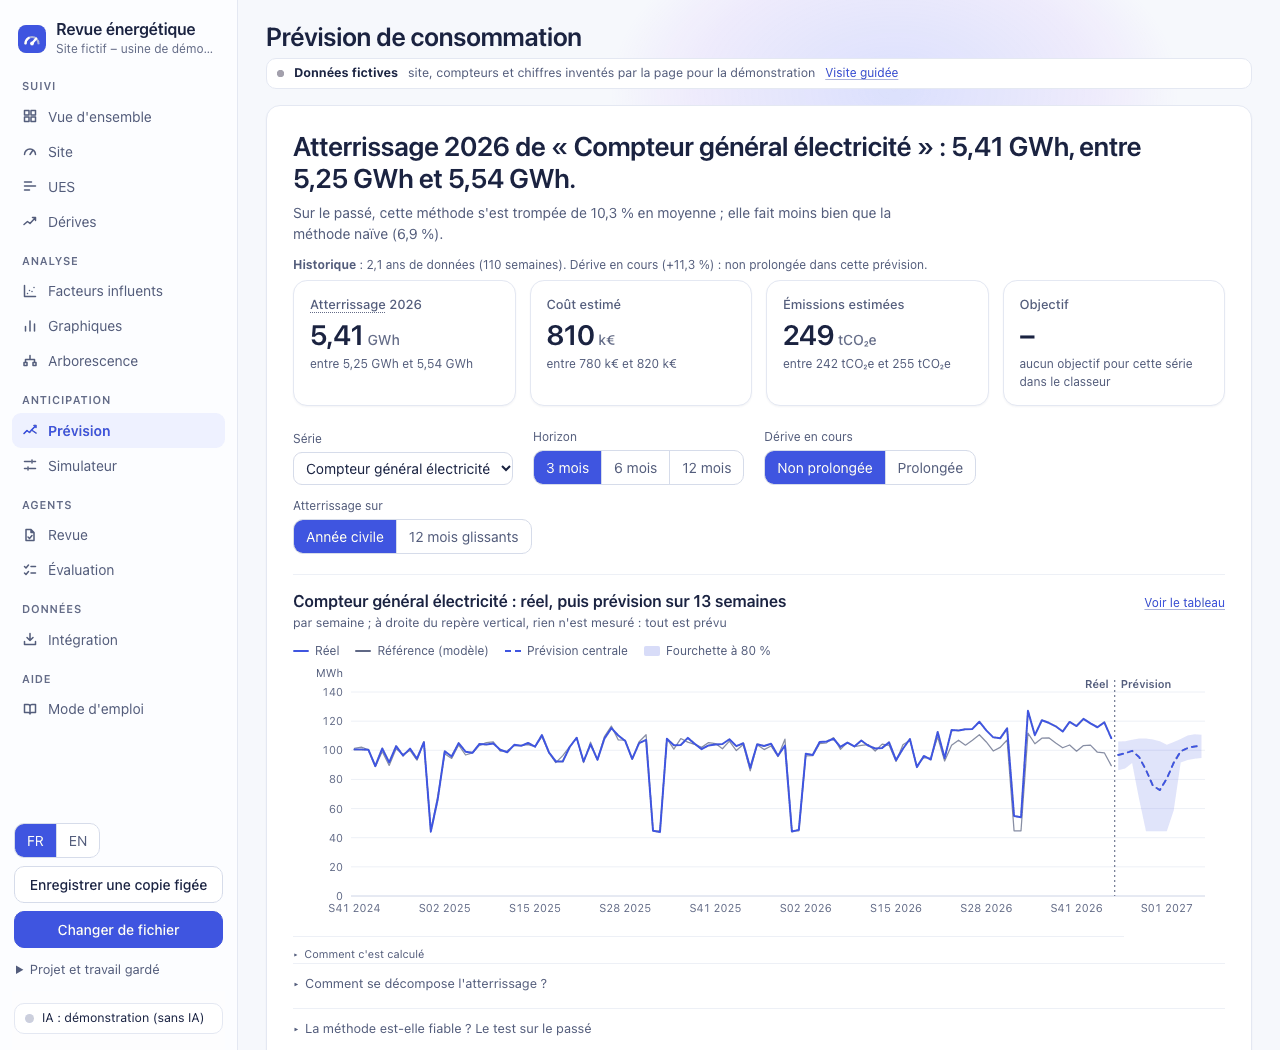 Revue énergétique
Site fictif – usine de démo...
SUIVI
Vue d'ensemble
Site
UES
Dérives
ANALYSE
Facteurs influents
Graphiques
Arborescence
ANTICIPATION
Prévision
Simulateur
AGENTS
Revue
Évaluation
DONNÉES
Intégration
AIDE
Mode d'emploi
FR EN
Enregistrer une copie figée
Changer de fichier
Projet et travail gardé
IA : démonstration (sans IA)
Prévision de consommation
Données fictives site, compteurs et chiffres inventés par la page pour la démonstration Visite guidée
Atterrissage 2026 de « Compteur général électricité » : 5,41 GWh, entre
5,25 GWh et 5,54 GWh.
Sur le passé, cette méthode s'est trompée de 10,3 % en moyenne ; elle fait moins bien que la
méthode naïve (6,9 %).
Historique : 2,1 ans de données (110 semaines). Dérive en cours (+11,3 %) : non prolongée dans cette prévision.
Atterrissage 2026
5,41 GWh
entre 5,25 GWh et 5,54 GWh
Coût estimé
810 k€
entre 780 k€ et 820 k€
Émissions estimées
249 tCO₂e
entre 242 tCO₂e et 255 tCO₂e
Objectif
–
aucun objectif pour cette série
dans le classeur
Série
Compteur général électricité
Horizon
3 mois 6 mois 12 mois
Dérive en cours
Non prolongée Prolongée
Atterrissage sur
Année civile 12 mois glissants
Compteur général électricité : réel, puis prévision sur 13 semaines
Voir le tableau
par semaine ; à droite du repère vertical, rien n'est mesuré : tout est prévu
Réel Référence (modèle) Prévision centrale Fourchette à 80 %
MWh
Réel Prévision
140
120
100
80
60
40
20
0
S41 2024 S02 2025 S15 2025 S28 2025 S41 2025 S02 2026 S15 2026 S28 2026 S41 2026 S01 2027
Comment c'est calculé
Comment se décompose l'atterrissage ?
La méthode est-elle fiable ? Le test sur le passé